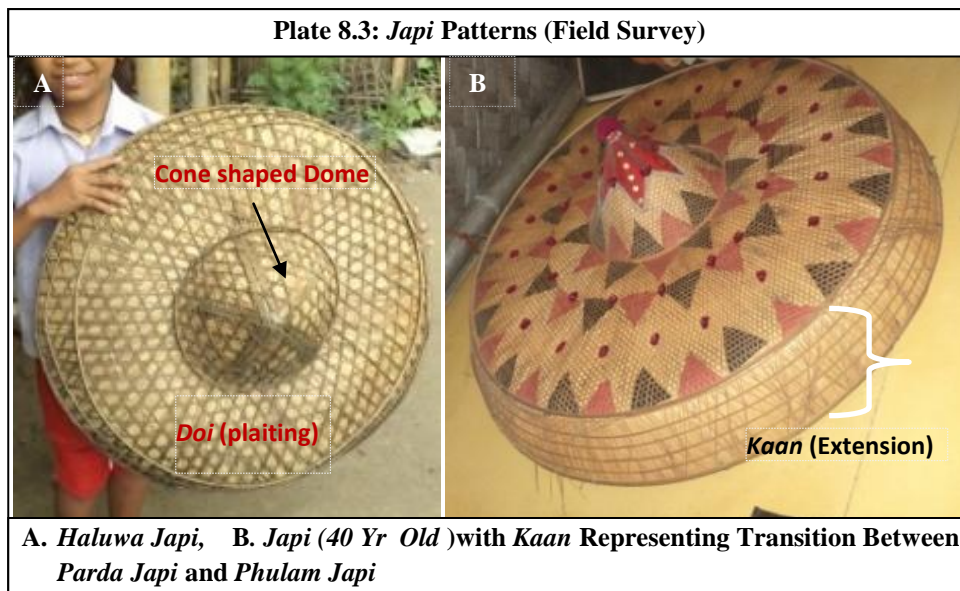 Plate 8.3: Japi Patterns (Field Survey)
A
Cone shaped Dome
Doi (plaiting)
B
Kaan (Extension)
A. Haluwa Japi, B. Japi (40 Yr Old )with Kaan Representing Transition Between
Parda Japi and Phulam Japi